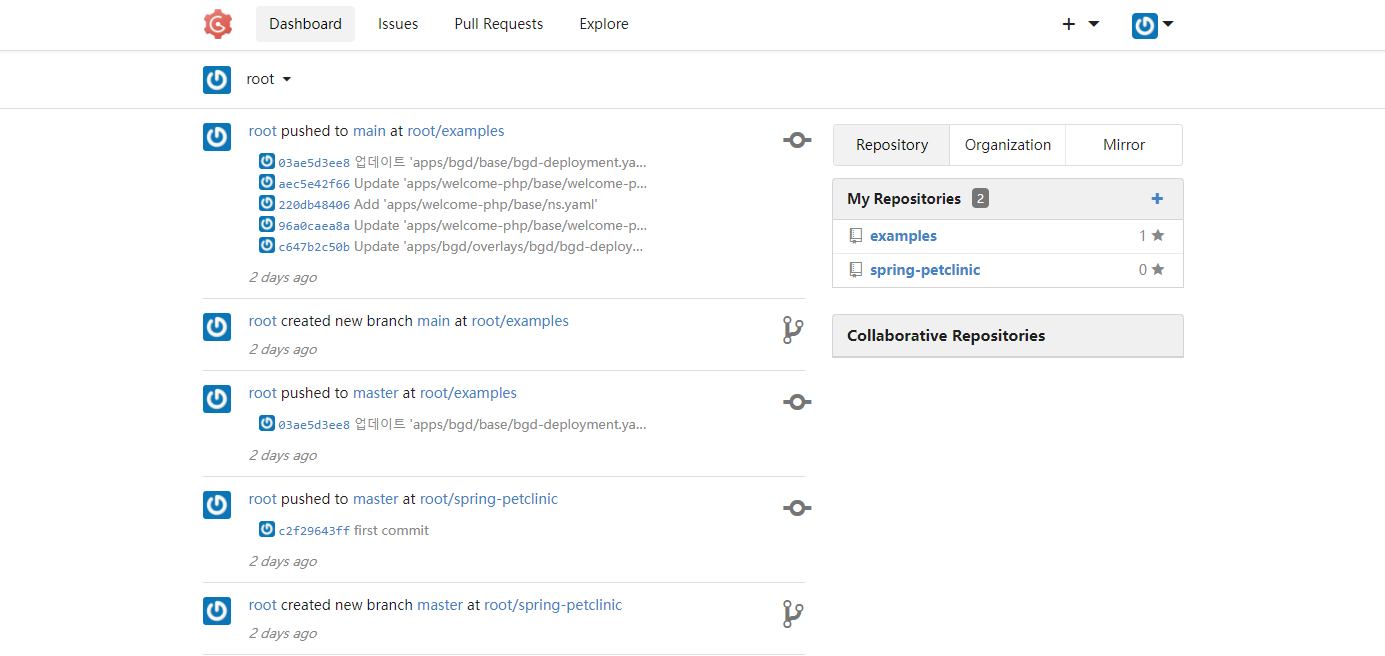 Dashboard Issues Pull Requests Explore
root
root pushed to main at root/examples
03ae5d3ee8 업데이트 'apps/bgd/base/bgd-deployment.ya...
aec5e42f66 Update 'apps/welcome-php/base/welcome-p...
220db48406 Add 'apps/welcome-php/base/ns.yaml'
96a0caea8a Update 'apps/welcome-php/base/welcome-p...
c647b2c50b Update 'apps/bgd/overlays/bgd/bgd-deploy...
2 days ago
root created new branch main at root/examples
2 days ago
root pushed to master at root/examples
03ae5d3ee8 업데이트 'apps/bgd/base/bgd-deployment.ya...
2 days ago
root pushed to master at root/spring-petclinic
c2f29643ff first commit
2 days ago
root created new branch master at root/spring-petclinic
2 days ago
Repository Organization Mirror
My Repositories 2
examples 1
spring-petclinic 0
Collaborative Repositories